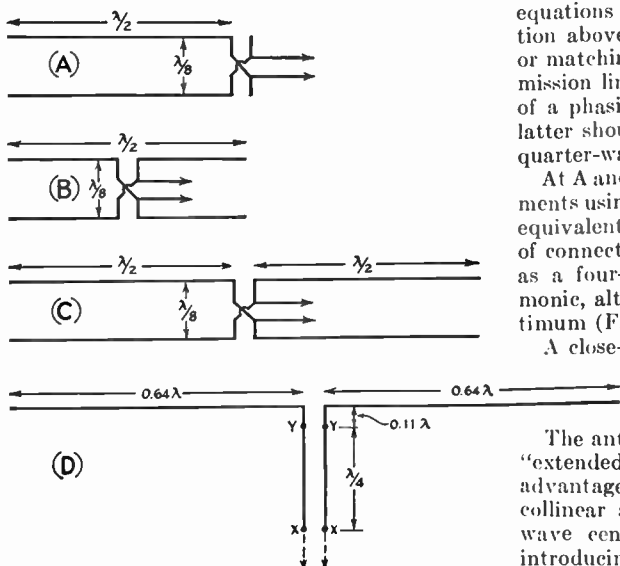 λ/2
(A)
λ/8
λ/2
(B)
λ/8
λ/2
λ/2
(C)
λ/8
0.64λ
0.64λ
Y
Y
0.11λ
(D)
λ/4
X
X
equations
tion above
or matchin
mission lin
of a phasi
latter shou
quarter-wa
At A and
ments usin
equivalent
of connect
as a four-
monic, alt
timum (F
A close-
The ant
"extended
advantage
collinear a
wave cen
introducin